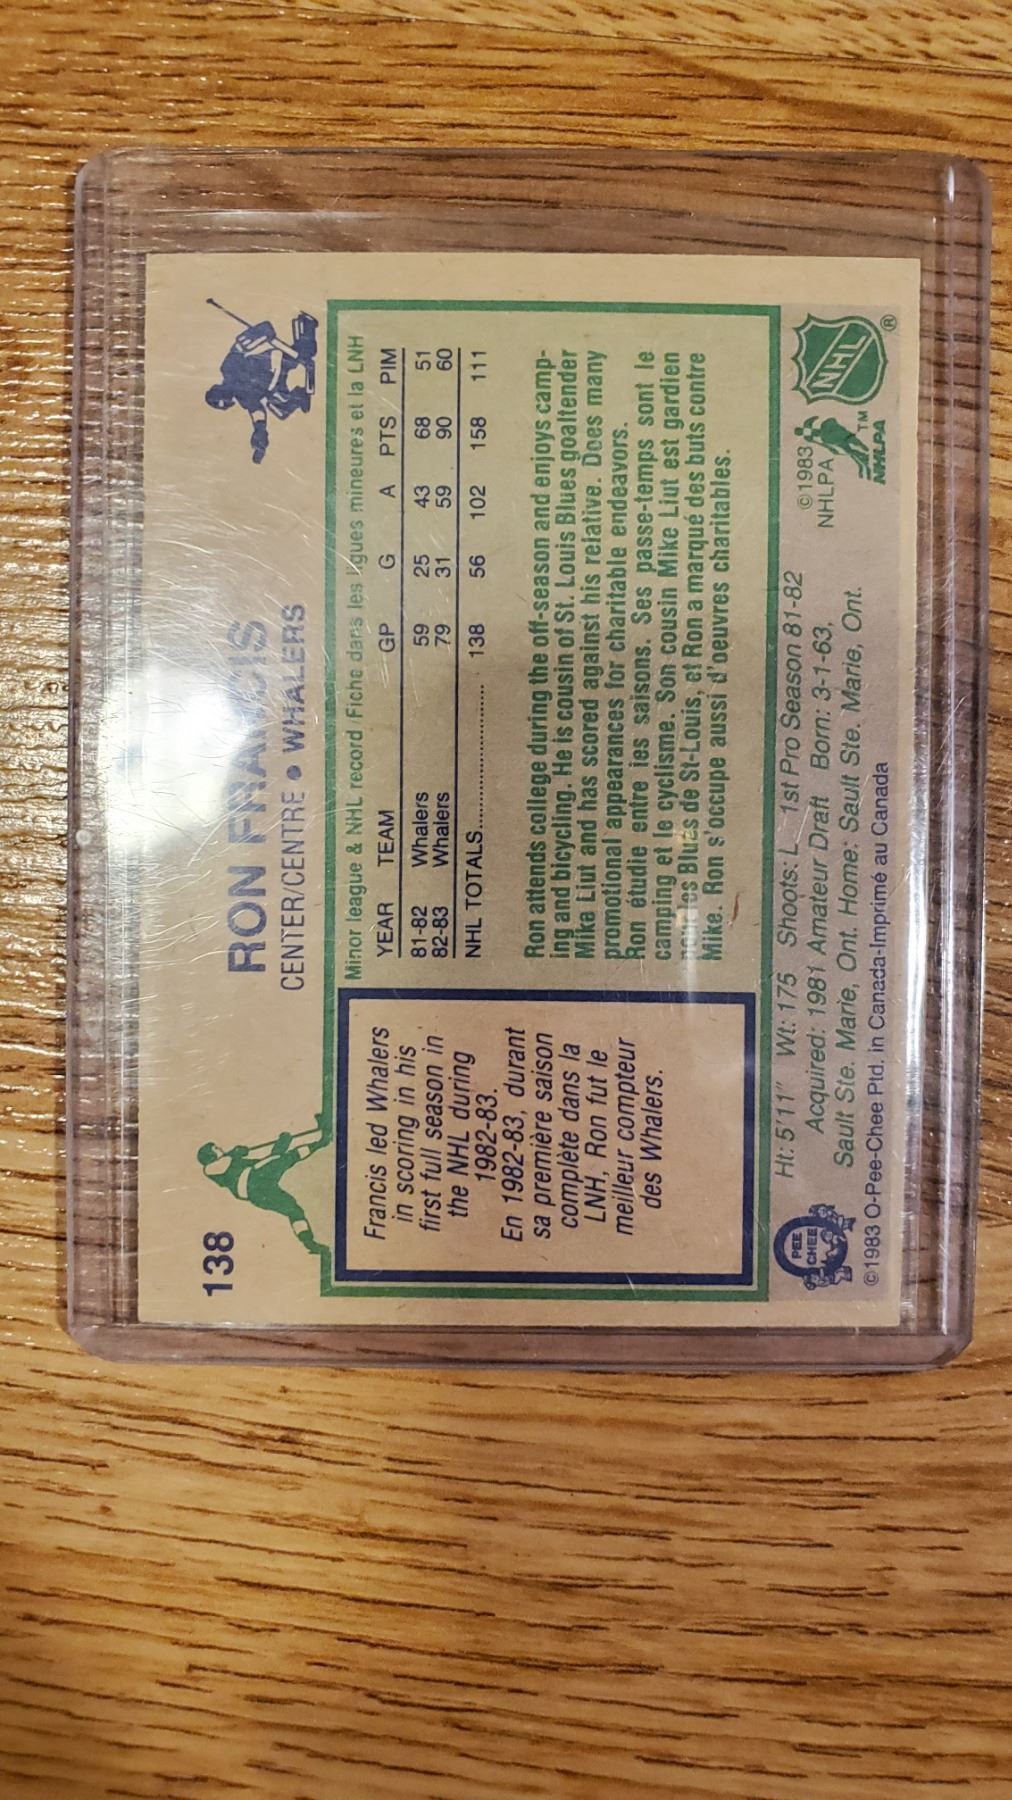 138
RON FRANCIS
CENTER/CENTRE • WHALERS
Francis led Whalers
in scoring in his
first full season in
the NHL during
1982-83.
En 1982-83, durant
sa première saison
complète dans la
LNH, Ron fut le
meilleur compteur
des Whalers.
Minor league & NHL record Fiche dans les ligues mineures et la LNH
YEAR TEAM GP G A PTS PIM
81-82 Whalers 59 25 43 68 51
82-83 Whalers 79 31 59 90 60
NHL TOTALS 138 56 102 158 111
Ron attends college during the off-season and enjoys camp-
ing and bicycling. He is cousin of St. Louis Blues goaltender
Mike Liut and has scored against his relative. Does many
promotional appearances for charitable endeavors.
Ron étudie entre les saisons. Ses passe-temps sont le
camping et le cyclisme. Son cousin Mike Liut est gardien
pour les Blues de St-Louis, et Ron a marqué des buts contre
Mike. Ron s'occupe aussi d'oeuvres charitables.
Ht: 5'11" Wt: 175 Shoots: L 1st Pro Season 81-82
Acquired: 1981 Amateur Draft Born: 3-1-63,
Sault Ste. Marie, Ont. Home: Sault Ste. Marie, Ont.
©1983 O-Pee-Chee Ptd. in Canada-Imprimé au Canada
PEE
CHEE
©1983
NHLPA
NHLPA ™
NHL ®